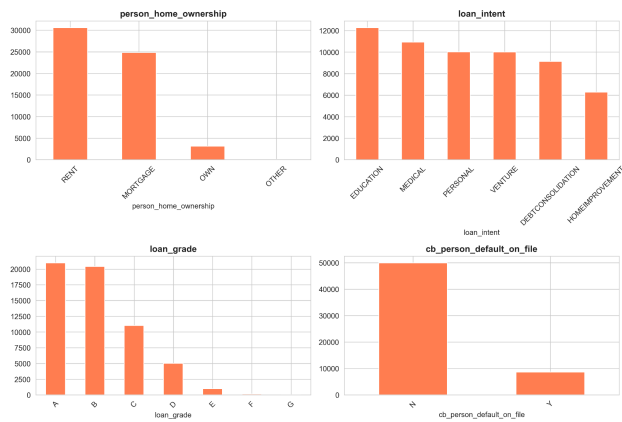 person_home_ownership
30000
25000
20000
15000
10000
5000
0
RENT
MORTGAGE
OWN
OTHER
person_home_ownership
loan_intent
12000
10000
8000
6000
4000
2000
0
EDUCATION
MEDICAL
PERSONAL
VENTURE
DEBTCONSOLIDATION
HOMEIMPROVEMENT
loan_intent
loan_grade
20000
17500
15000
12500
10000
7500
5000
2500
0
A
B
C
D
E
F
G
loan_grade
cb_person_default_on_file
50000
40000
30000
20000
10000
0
N
Y
cb_person_default_on_file